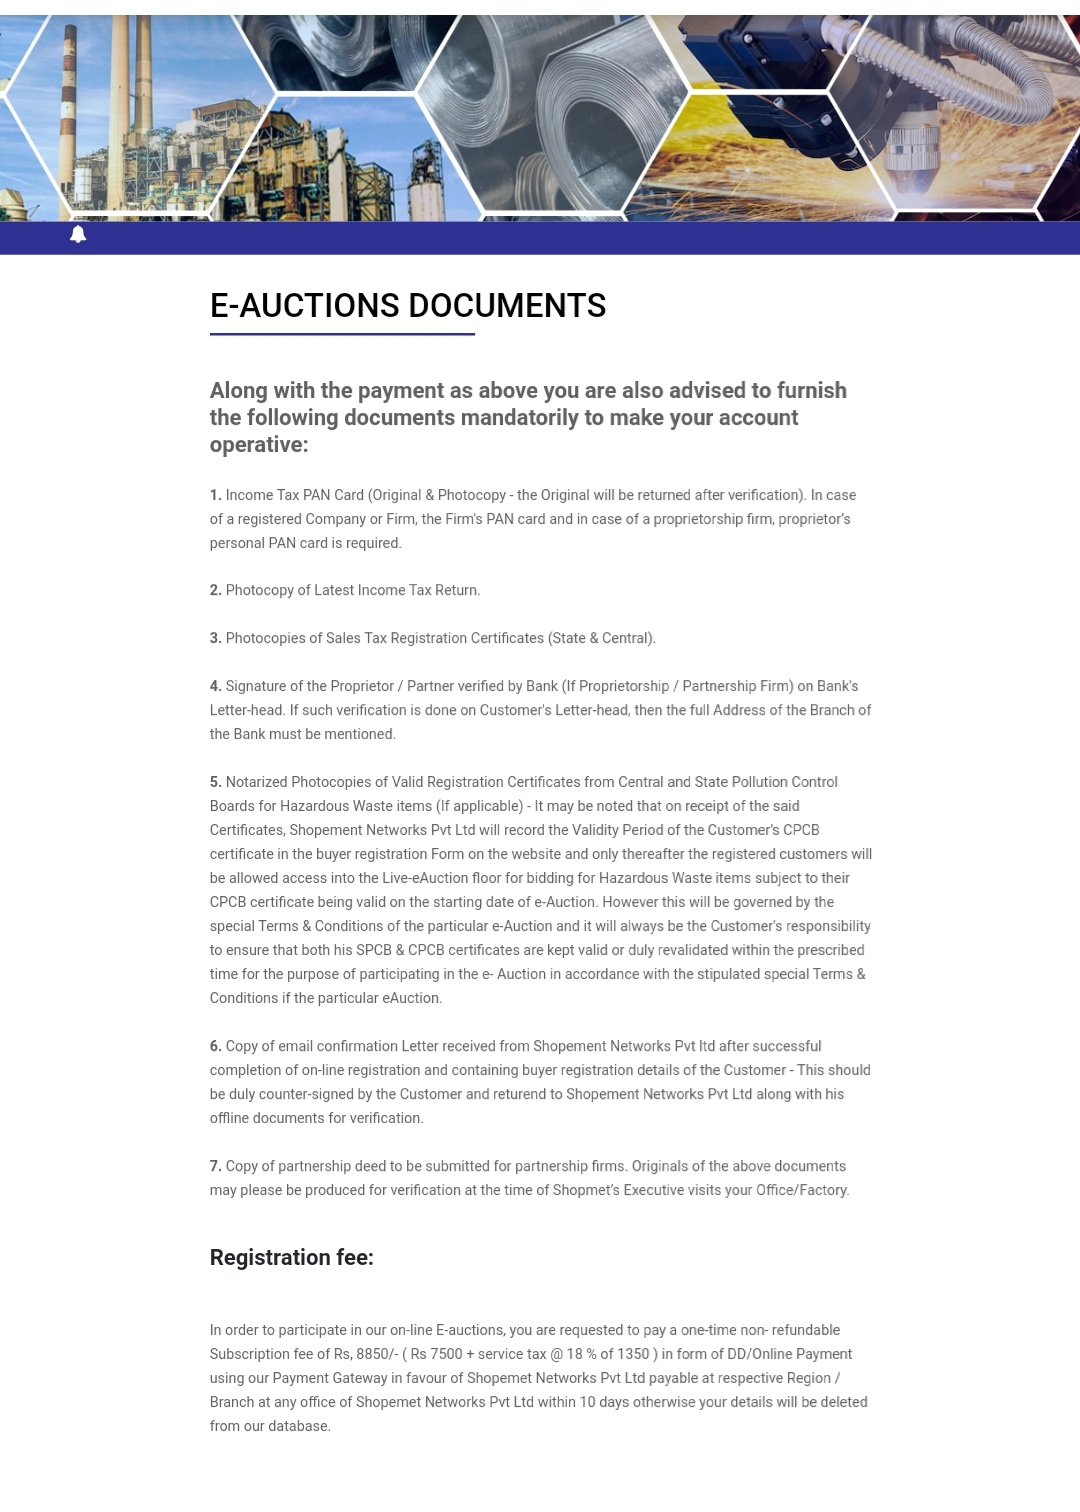 E-AUCTIONS DOCUMENTS
Along with the payment as above you are also advised to furnish
the following documents mandatorily to make your account
operative:
1. Income Tax PAN Card (Original & Photocopy - the Original will be returned after verification). In case
of a registered Company or Firm, the Firm's PAN card and in case of a proprietorship firm, proprietor’s
personal PAN card is required.
2. Photocopy of Latest Income Tax Return.
3. Photocopies of Sales Tax Registration Certificates (State & Central).
4. Signature of the Proprietor / Partner verified by Bank (If Proprietorship / Partnership Firm) on Bank's
Letter-head. If such verification is done on Customer's Letter-head, then the full Address of the Branch of
the Bank must be mentioned.
5. Notarized Photocopies of Valid Registration Certificates from Central and State Pollution Control
Boards for Hazardous Waste items (If applicable) - It may be noted that on receipt of the said
Certificates, Shopement Networks Pvt Ltd will record the Validity Period of the Customer's CPCB
certificate in the buyer registration Form on the website and only thereafter the registered customers will
be allowed access into the Live-eAuction floor for bidding for Hazardous Waste items subject to their
CPCB certificate being valid on the starting date of e-Auction. However this will be governed by the
special Terms & Conditions of the particular e-Auction and it will always be the Customer's responsibility
to ensure that both his SPCB & CPCB certificates are kept valid or duly revalidated within the prescribed
time for the purpose of participating in the e- Auction in accordance with the stipulated special Terms &
Conditions if the particular eAuction.
6. Copy of email confirmation Letter received from Shopement Networks Pvt ltd after successful
completion of on-line registration and containing buyer registration details of the Customer - This should
be duly counter-signed by the Customer and returend to Shopement Networks Pvt Ltd along with his
offline documents for verification.
7. Copy of partnership deed to be submitted for partnership firms. Originals of the above documents
may please be produced for verification at the time of Shopmet’s Executive visits your Office/Factory.
Registration fee:
In order to participate in our on-line E-auctions, you are requested to pay a one-time non- refundable
Subscription fee of Rs, 8850/- ( Rs 7500 + service tax @ 18 % of 1350 ) in form of DD/Online Payment
using our Payment Gateway in favour of Shopemet Networks Pvt Ltd payable at respective Region /
Branch at any office of Shopemet Networks Pvt Ltd within 10 days otherwise your details will be deleted
from our database.